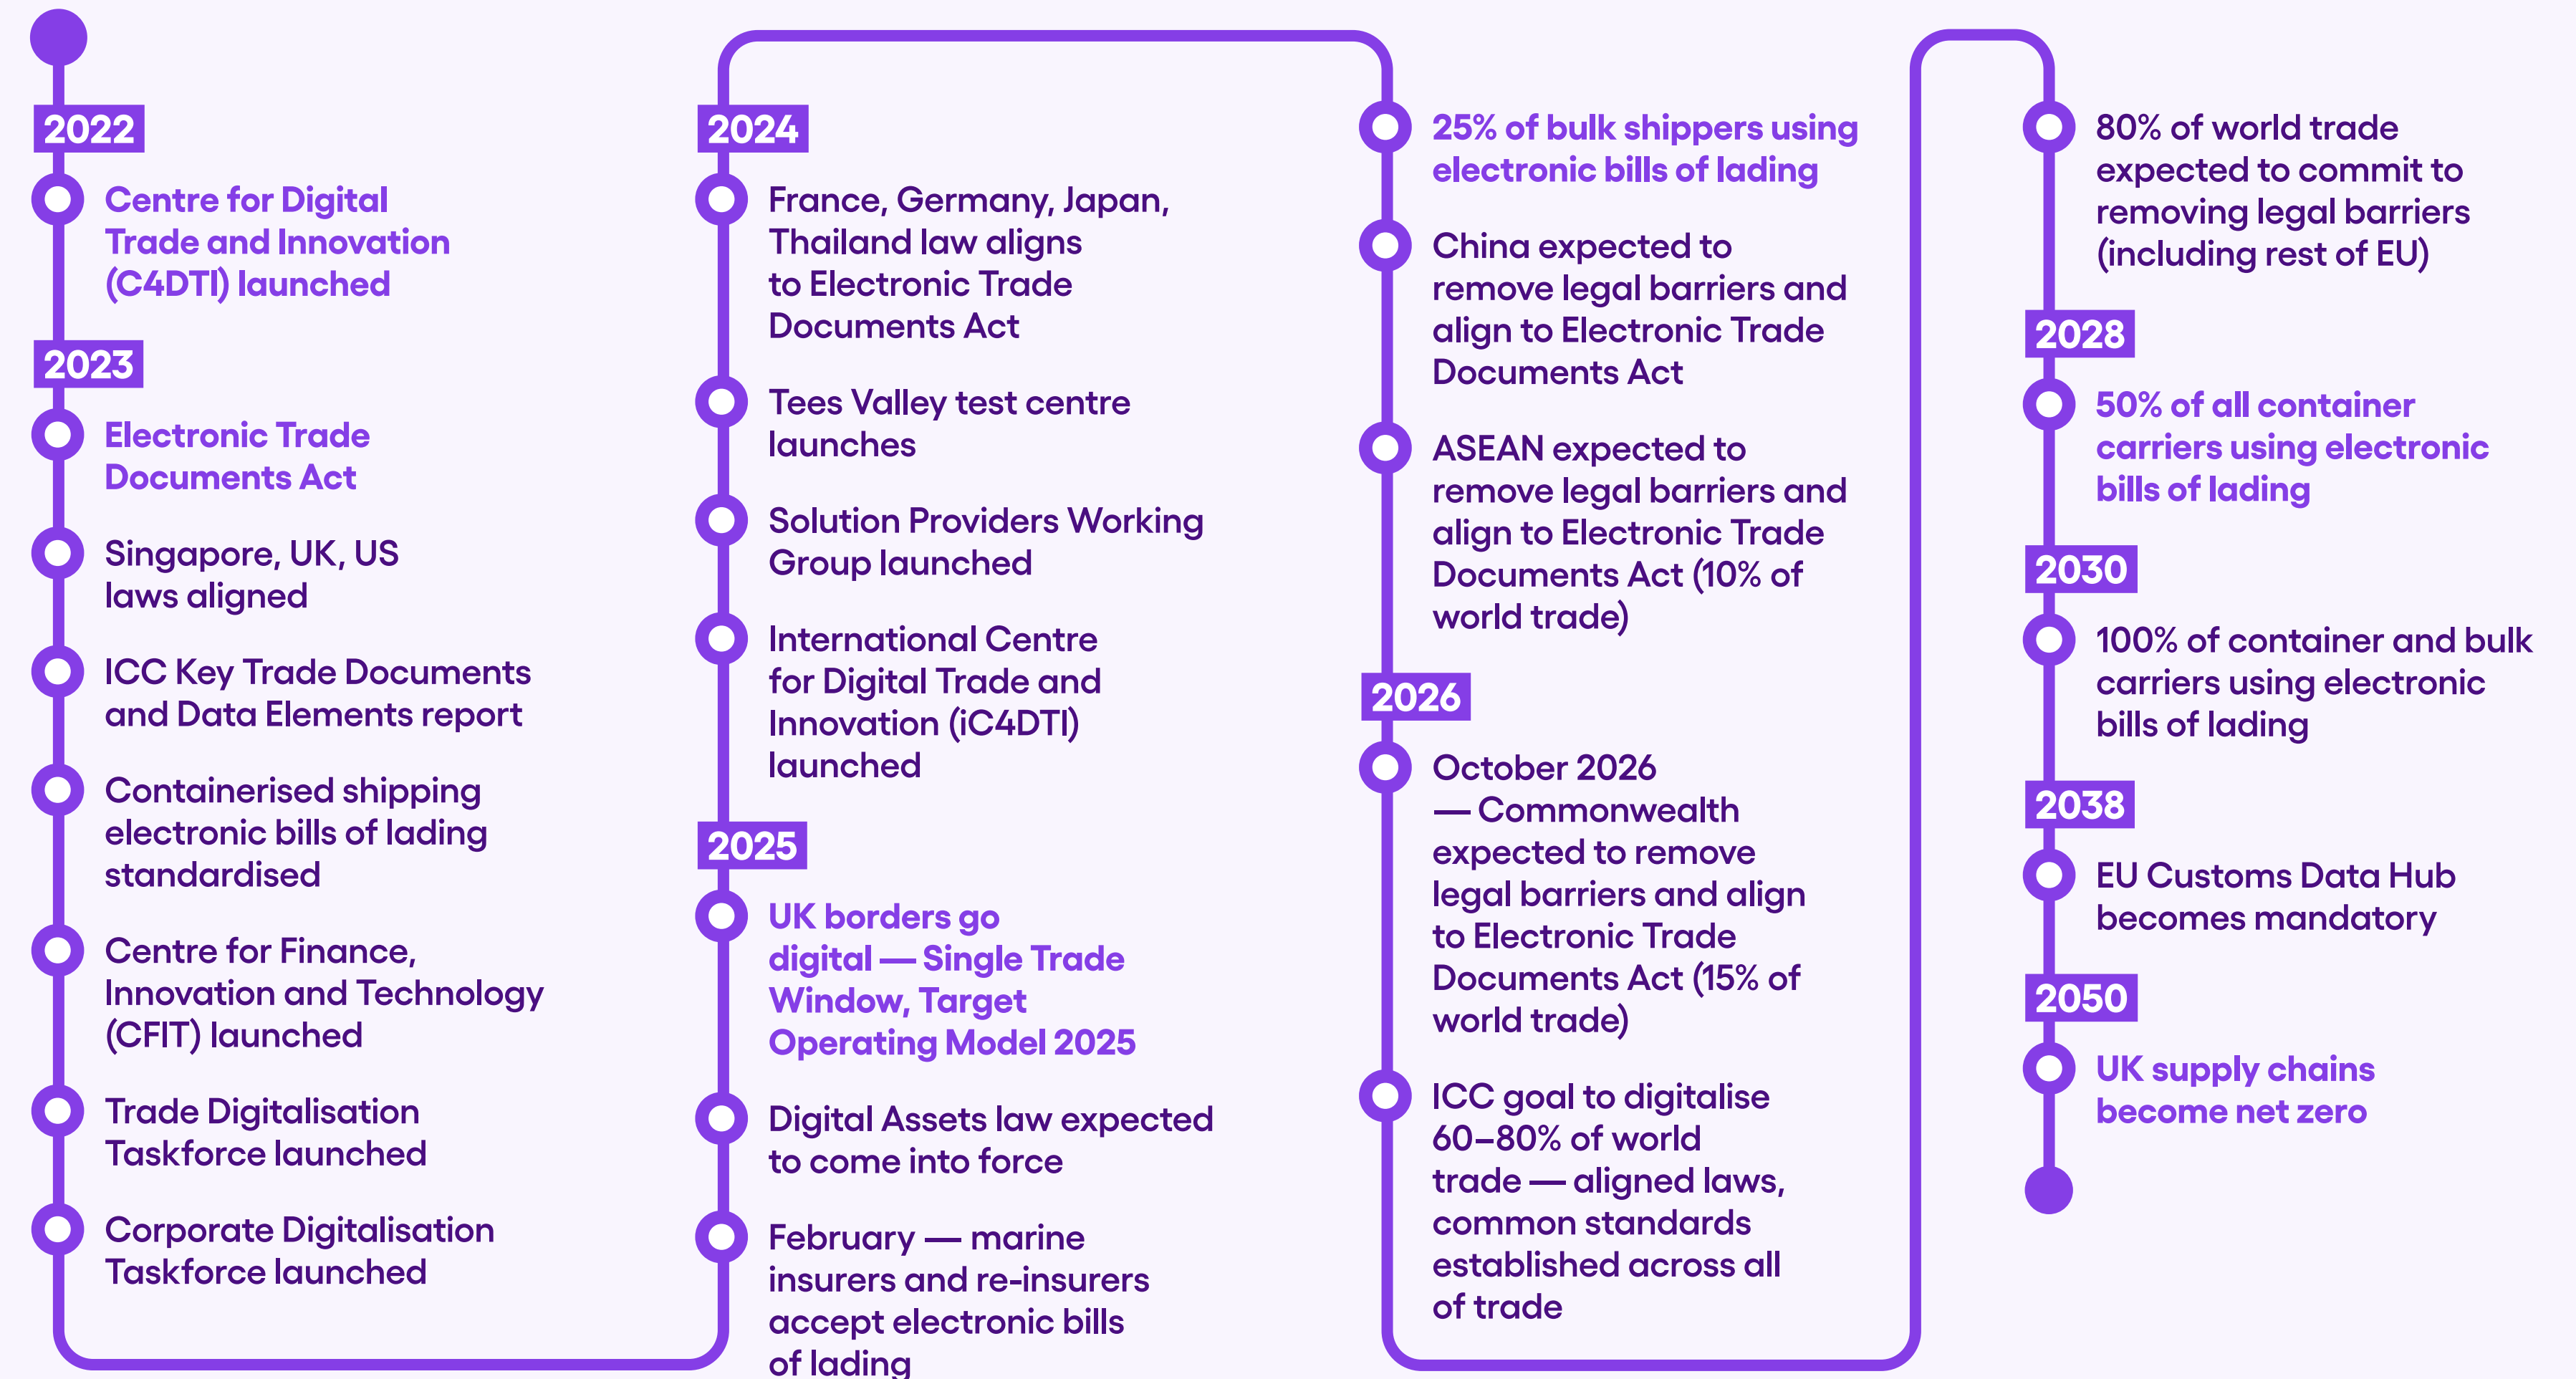 2022
Centre for Digital
Trade and Innovation
(C4DTI) launched
2023
Electronic Trade
Documents Act
Singapore, UK, US
laws aligned
ICC Key Trade Documents
and Data Elements report
Containerised shipping
electronic bills of lading
standardised
Centre for Finance,
Innovation and Technology
(CFIT) launched
Trade Digitalisation
Taskforce launched
Corporate Digitalisation
Taskforce launched
2024
France, Germany, Japan,
Thailand law aligns
to Electronic Trade
Documents Act
Tees Valley test centre
launches
Solution Providers Working
Group launched
International Centre
for Digital Trade and
Innovation (iC4DTI)
launched
2025
UK borders go
digital — Single Trade
Window, Target
Operating Model 2025
Digital Assets law expected
to come into force
February — marine
insurers and re-insurers
accept electronic bills
of lading
25% of bulk shippers using
electronic bills of lading
China expected to
remove legal barriers and
align to Electronic Trade
Documents Act
ASEAN expected to
remove legal barriers and
align to Electronic Trade
Documents Act (10% of
world trade)
2026
October 2026
— Commonwealth
expected to remove
legal barriers and align
to Electronic Trade
Documents Act (15% of
world trade)
ICC goal to digitalise
60–80% of world
trade — aligned laws,
common standards
established across all
of trade
80% of world trade
expected to commit to
removing legal barriers
(including rest of EU)
2028
50% of all container
carriers using electronic
bills of lading
2030
100% of container and bulk
carriers using electronic
bills of lading
2038
EU Customs Data Hub
becomes mandatory
2050
UK supply chains
become net zero